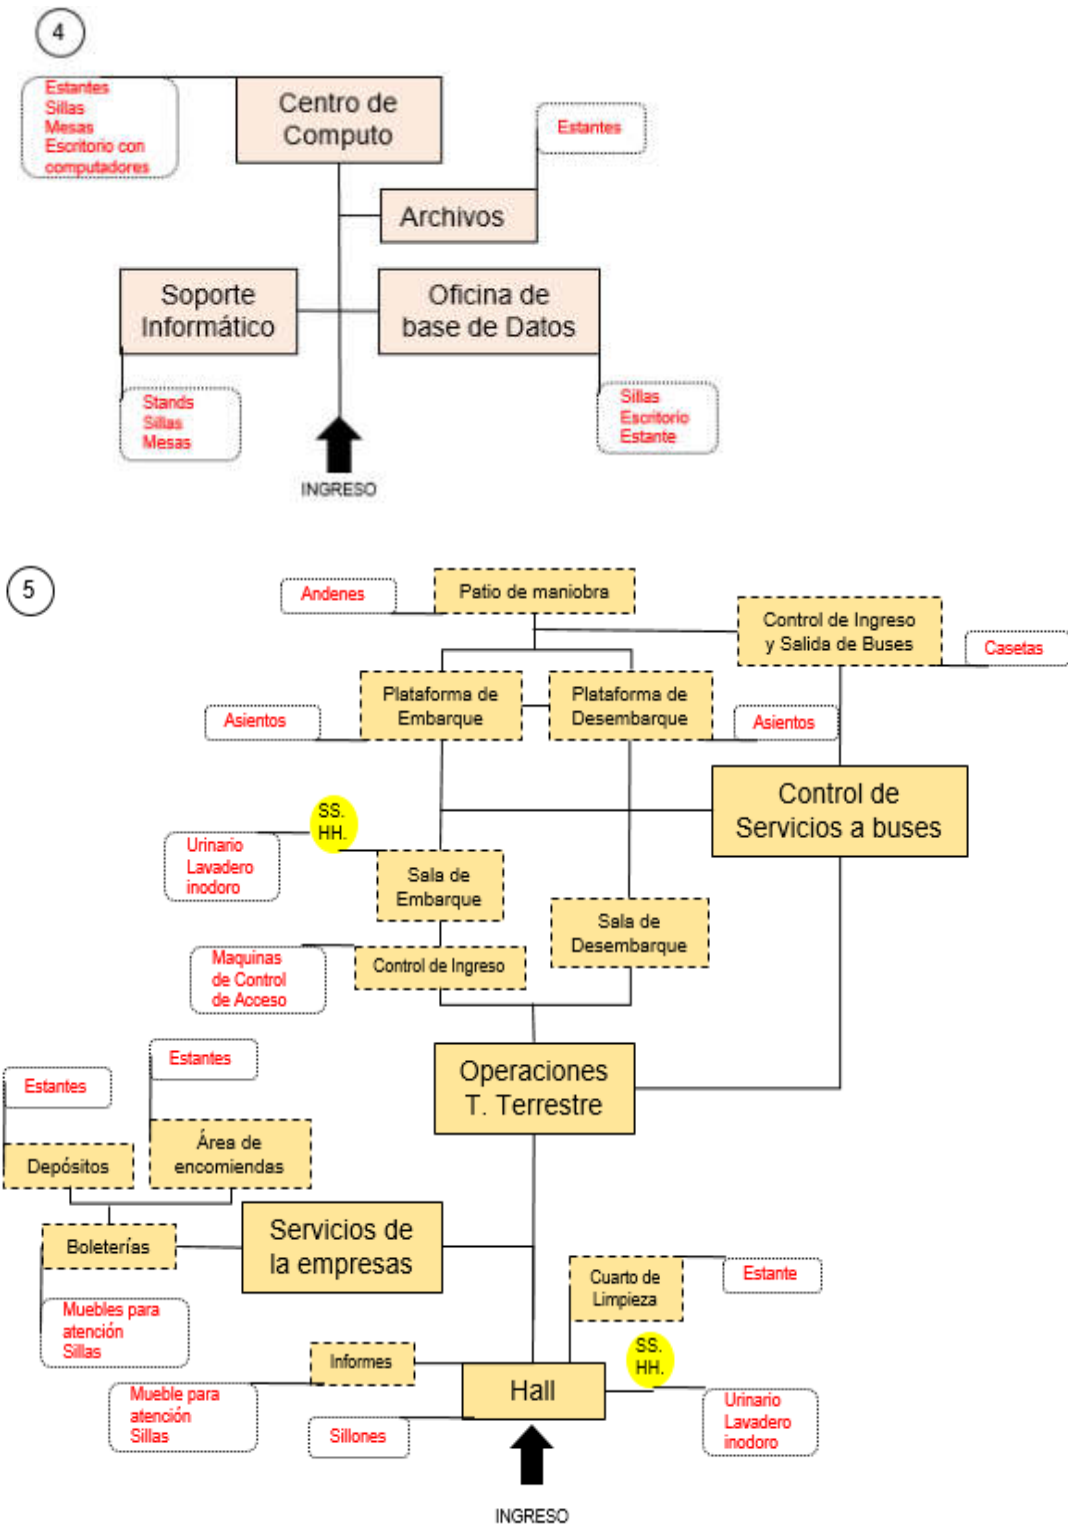 4
Estantes
Sillas
Mesas
Escritorio con
computadores
Centro de
Computo
Estantes
Archivos
Soporte
Informático
Oficina de
base de Datos
Stands
Sillas
Mesas
Sillas
Escritorio
Estante
INGRESO
5
Andenes
Patio de maniobra
Control de Ingreso
y Salida de Buses
Casetas
Plataforma de
Embarque
Plataforma de
Desembarque
Asientos
Asientos
Control de
Servicios a buses
SS.
HH.
Urinario
Lavadero
inodoro
Sala de
Embarque
Sala de
Desembarque
Maquinas
de Control
de Acceso
Control de Ingreso
Estantes
Estantes
Operaciones
T. Terrestre
Depósitos
Área de
encomiendas
Boleterías
Servicios de
la empresas
Cuarto de
Limpieza
Estante
Muebles para
atención
Sillas
Informes
SS.
HH.
Hall
Mueble para
atención
Sillas
Sillones
Urinario
Lavadero
inodoro
INGRESO